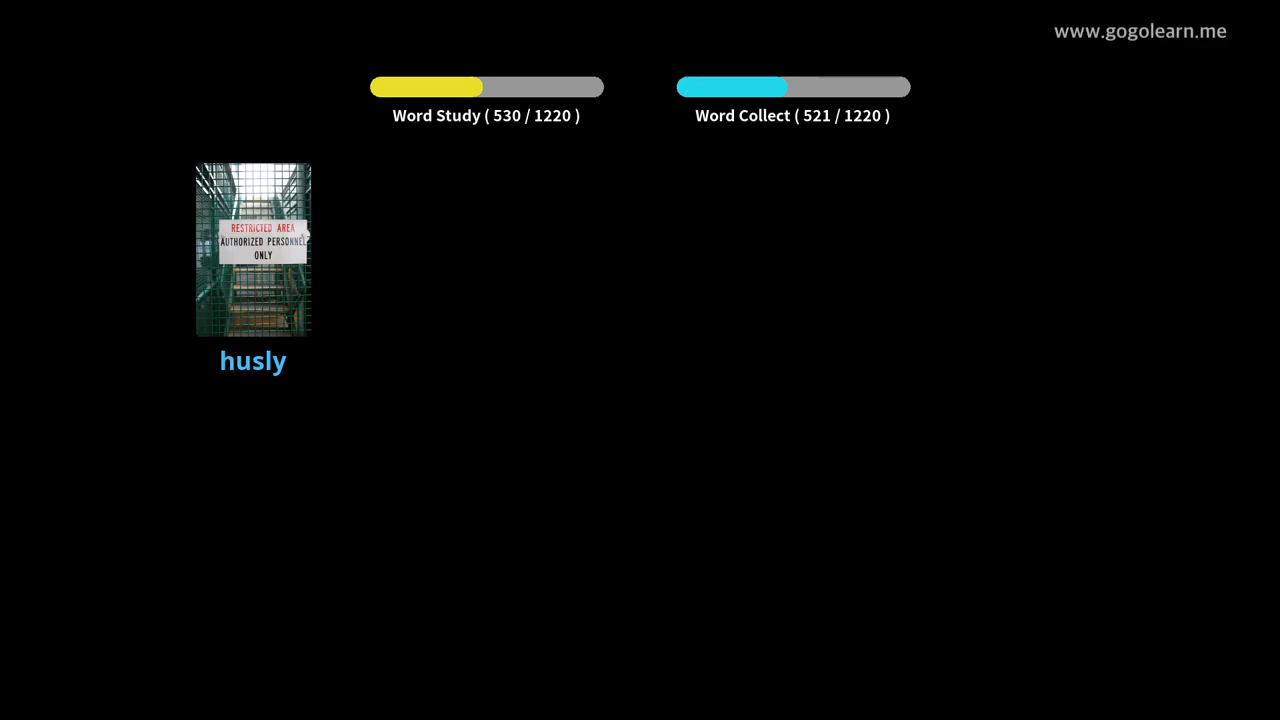 www.gogolearn.me
Word Study ( 530 / 1220 )
Word Collect ( 521 / 1220 )
RESTRICTED AREA
AUTHORIZED PERSONNEL
ONLY
husly